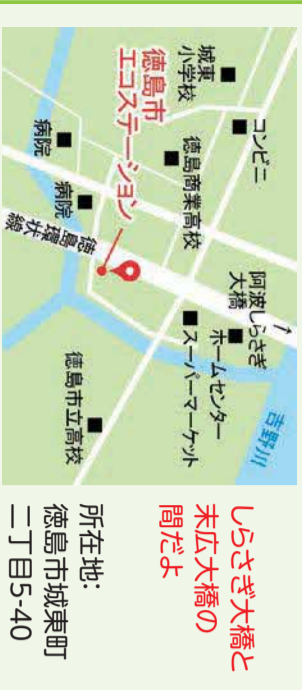 城東
小学校
コンビニ
徳島市
エコステーション
徳島商業高校
病院
病院
徳島環状線
阿波しらさぎ
大橋
ホームセンター
スーパーマーケット
吉野川
徳島市立高校
しらさぎ大橋と
末広大橋の
間だよ
所在地:
徳島市城東町
二丁目5-40